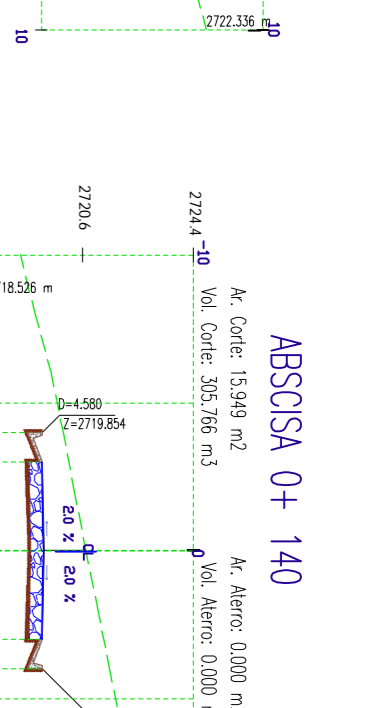 2722.336 m
10
10
ABSCISA 0+ 140
Ar. Corte: 15.949 m2
Ar. Aterro: 0.000 m
Vol. Corte: 305.766 m3
Vol. Aterro: 0.000
2724.4
-10
0
2720.6
18.526 m
D=4.580
Z=2719.854
CL
2.0 %
2.0 %